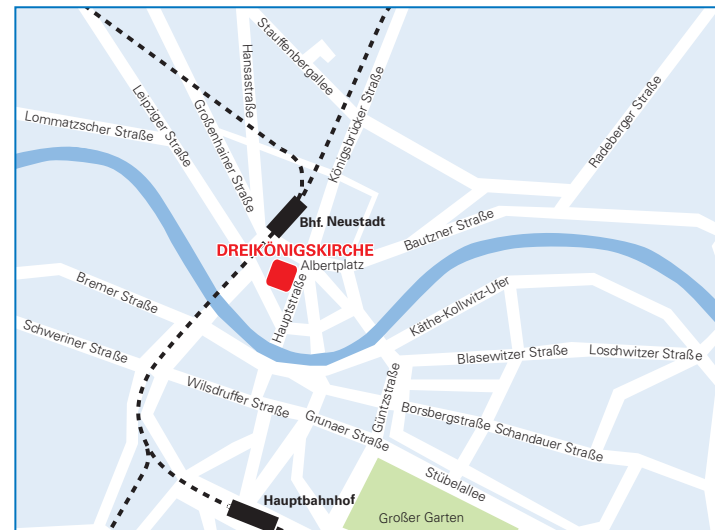 Stauffenbergallee
Hansastraße
Königsbrücker Straße
Radeberger Straße
Leipziger Straße
Großenhainer Straße
Lommatzscher Straße
Bhf. Neustadt
Bautzner Straße
DREIKÖNIGSKIRCHE
Albertplatz
Bremer Straße
Hauptstraße
Käthe-Kollwitz-Ufer
Schweriner Straße
Blasewitzer Straße
Loschwitzer Straße
Wilsdruffer Straße
Güntzstraße
Grunaer Straße
Borsbergstraße
Schandauer Straße
Stübelallee
Hauptbahnhof
Großer Garten